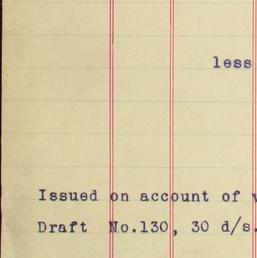 less
Issued on account of
Draft No.130, 30 d/s.